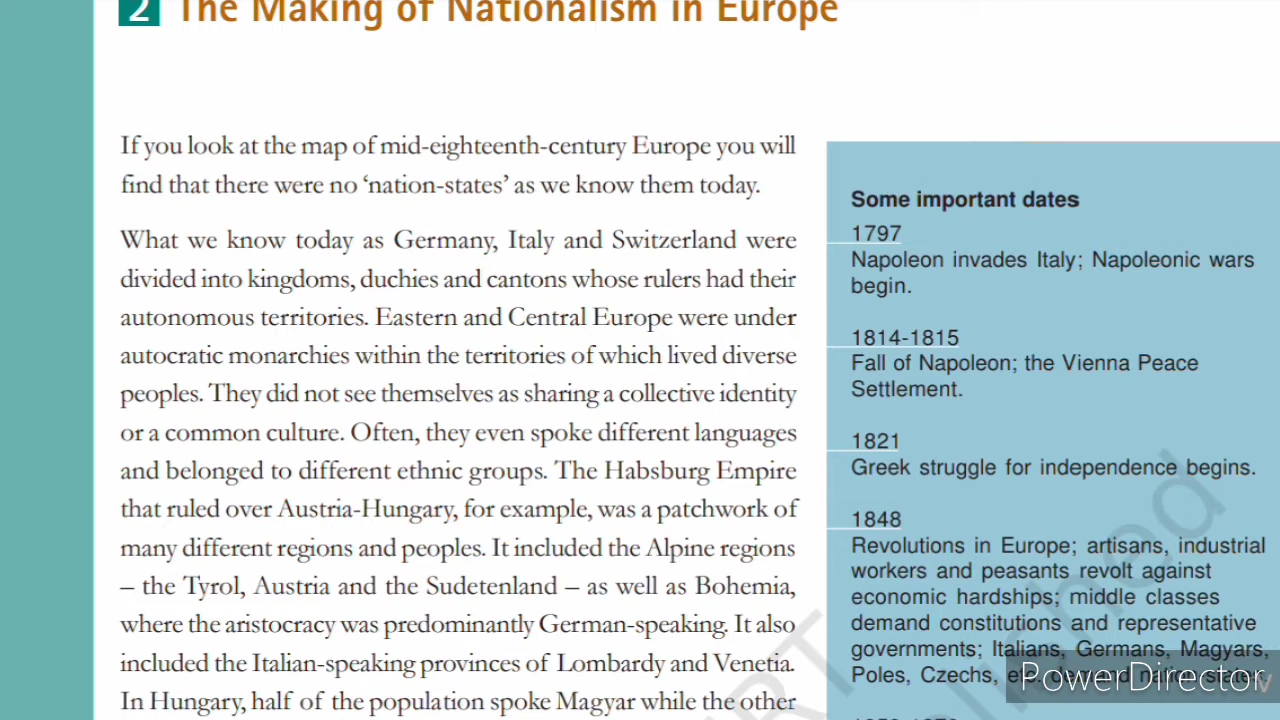 2 The Making of Nationalism in Europe
If you look at the map of mid-eighteenth-century Europe you will
find that there were no ‘nation-states’ as we know them today.
What we know today as Germany, Italy and Switzerland were
divided into kingdoms, duchies and cantons whose rulers had their
autonomous territories. Eastern and Central Europe were under
autocratic monarchies within the territories of which lived diverse
peoples. They did not see themselves as sharing a collective identity
or a common culture. Often, they even spoke different languages
and belonged to different ethnic groups. The Habsburg Empire
that ruled over Austria-Hungary, for example, was a patchwork of
many different regions and peoples. It included the Alpine regions
– the Tyrol, Austria and the Sudetenland – as well as Bohemia,
where the aristocracy was predominantly German-speaking. It also
included the Italian-speaking provinces of Lombardy and Venetia.
In Hungary, half of the population spoke Magyar while the other
Some important dates
1797
Napoleon invades Italy; Napoleonic wars
begin.
1814-1815
Fall of Napoleon; the Vienna Peace
Settlement.
1821
Greek struggle for independence begins.
1848
Revolutions in Europe; artisans, industrial
workers and peasants revolt against
economic hardships; middle classes
demand constitutions and representative
governments; Italians, Germans, Magyars,
Poles, Czechs, etc. demand nation-states.
PowerDirector